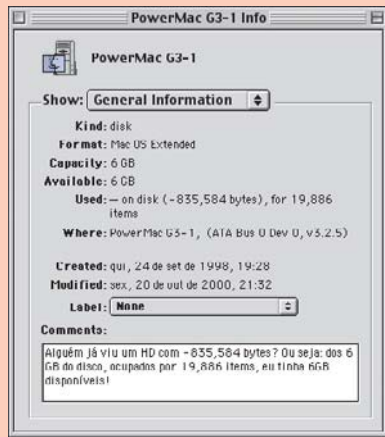 PowerMac G3-1 Info
PowerMac G3-1
Show: General Information
Kind: disk
Format: Mac OS Extended
Capacity: 6 GB
Available: 6 GB
Used: — on disk (-835,584 bytes), for 19,886
items
Where: PowerMac G3-1, (ATA Bus 0 Dev 0, v3.2.5)
Created: qui, 24 de set de 1998, 19:28
Modified: sex, 20 de out de 2000, 21:32
Label: None
Comments:
Alguém já viu um HD com -835,584 bytes? Ou seja: dos 6
GB do disco, ocupados por 19,886 items, eu tinha 6GB
disponíveis!